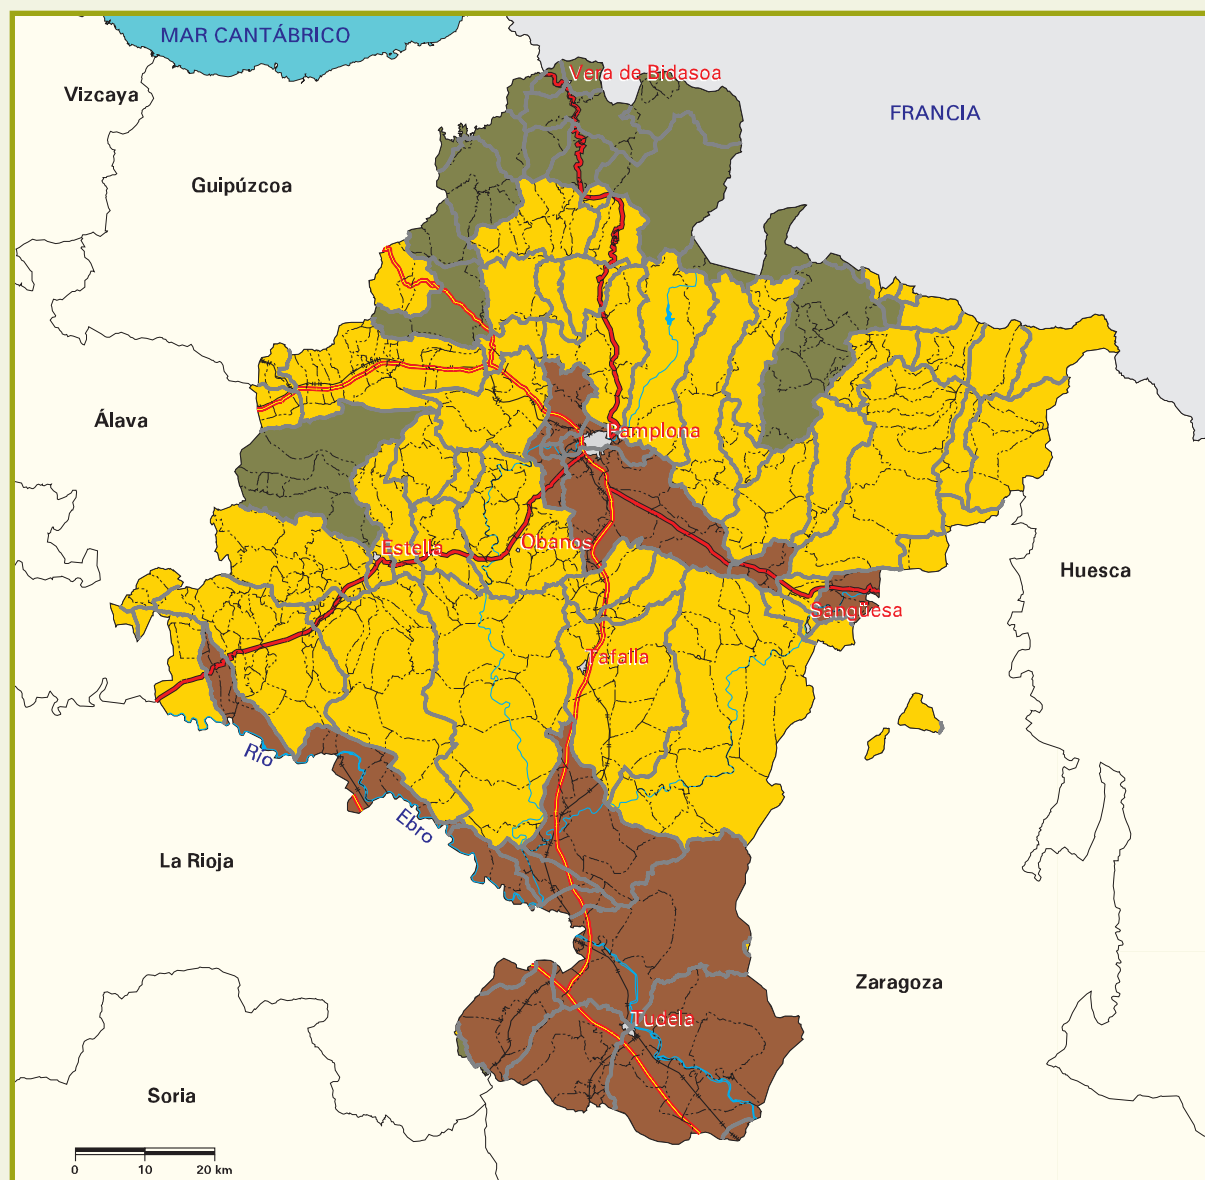 MAR CANTÁBRICO
Vera de Bidasoa
Vizcaya
FRANCIA
Guipúzcoa
Álava
Pamplona
Estella
Obanos
Huesca
Sangüesa
Tafalla
Río
Ebro
La Rioja
Zaragoza
Tudela
Soria
0 10 20 km